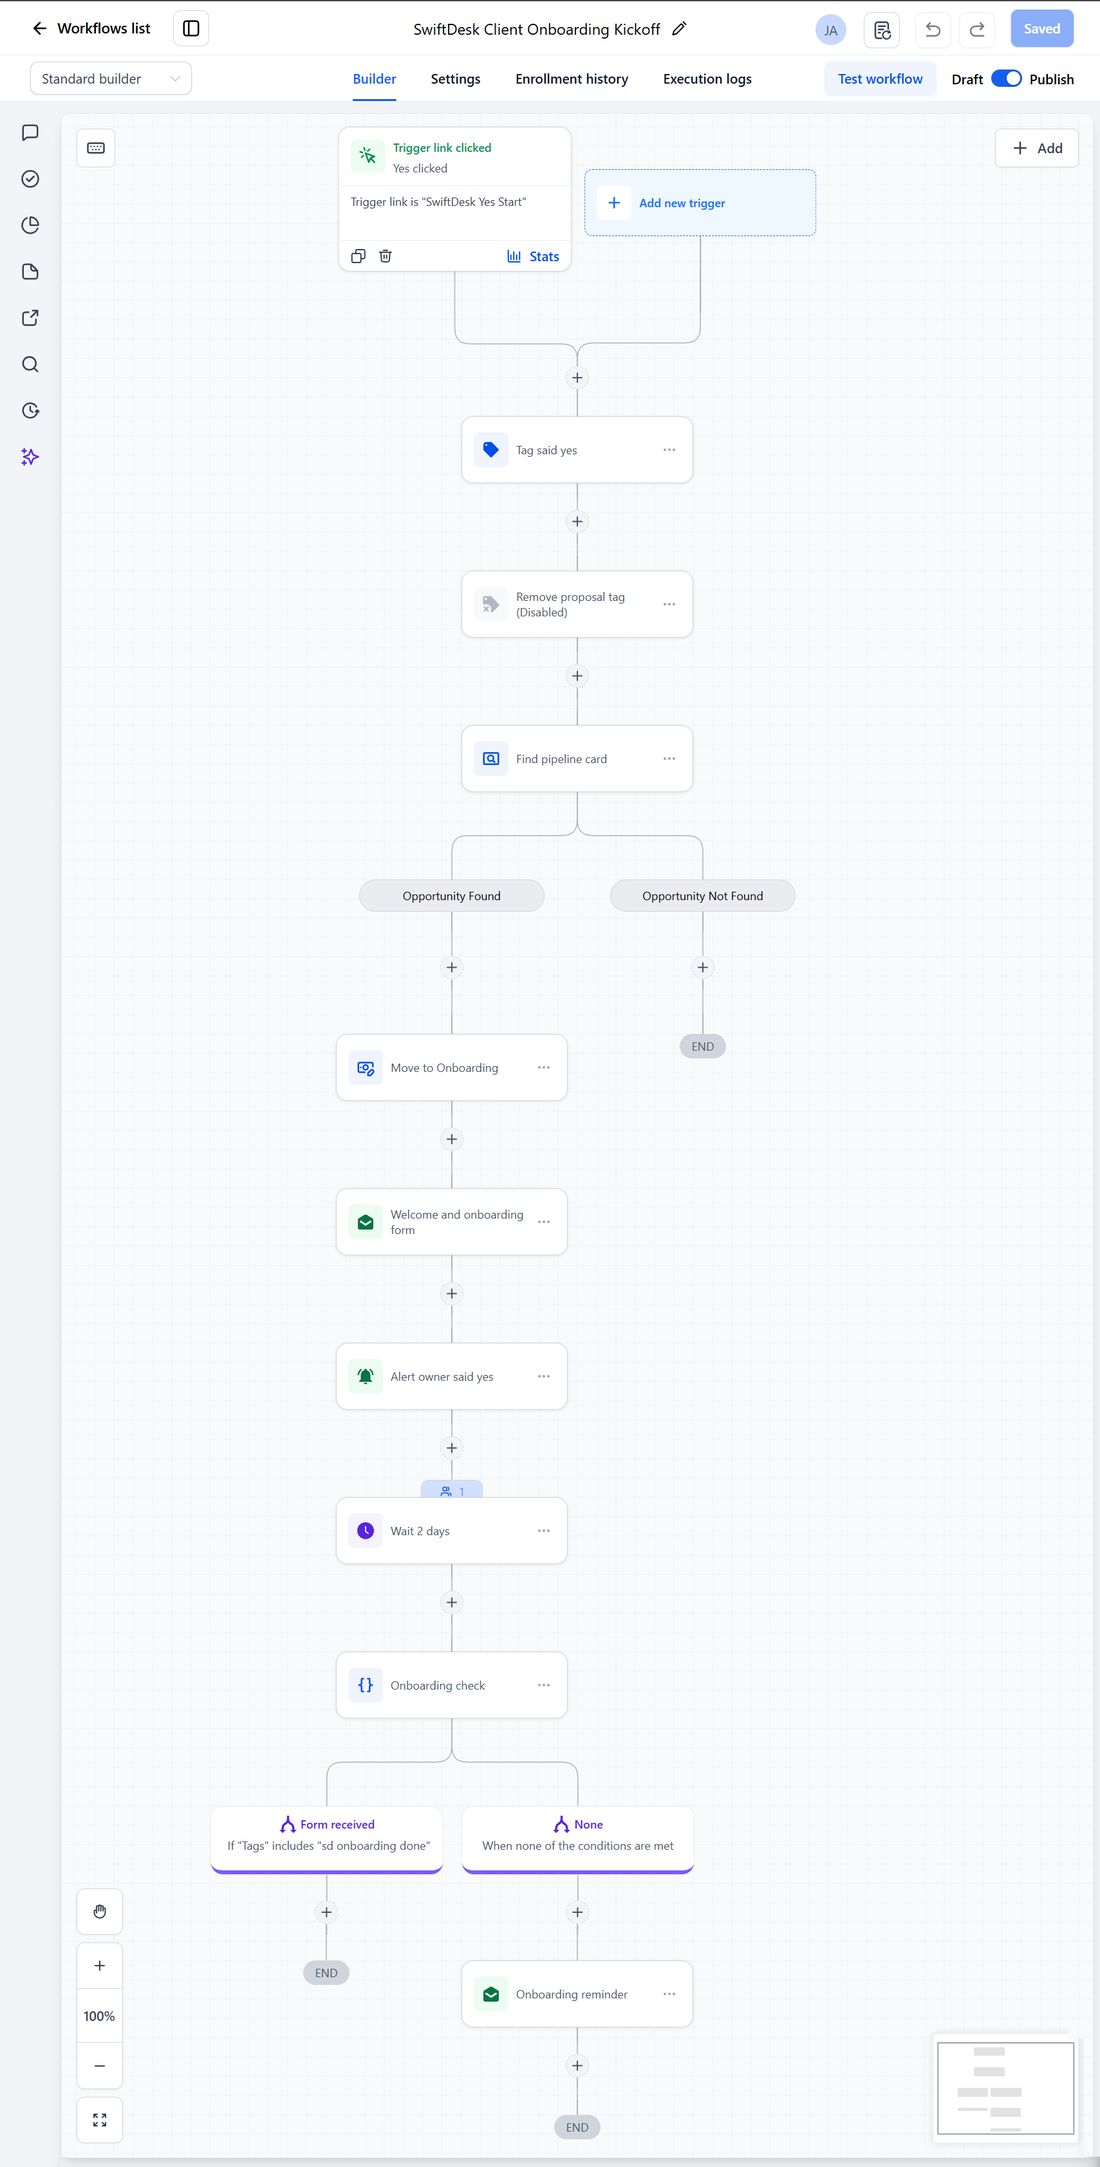 Workflows list
SwiftDesk Client Onboarding Kickoff
JA
Saved
Standard builder
Builder
Settings
Enrollment history
Execution logs
Test workflow
Draft
Publish
Add
Trigger link clicked
Yes clicked
Trigger link is "SwiftDesk Yes Start"
Stats
Add new trigger
Tag said yes
Remove proposal tag
(Disabled)
Find pipeline card
Opportunity Found
Opportunity Not Found
END
Move to Onboarding
Welcome and onboarding
form
Alert owner said yes
1
Wait 2 days
Onboarding check
Form received
If "Tags" includes "sd onboarding done"
None
When none of the conditions are met
END
Onboarding reminder
100%
END